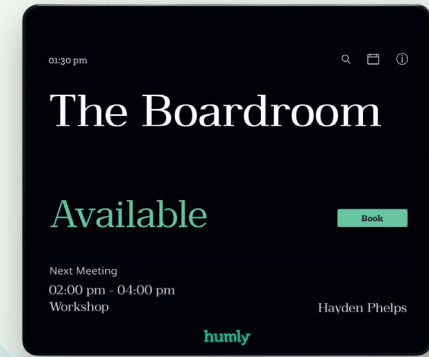 01:30 pm
The Boardroom
Available
Book
Next Meeting
02:00 pm - 04:00 pm
Workshop
Hayden Phelps
humly